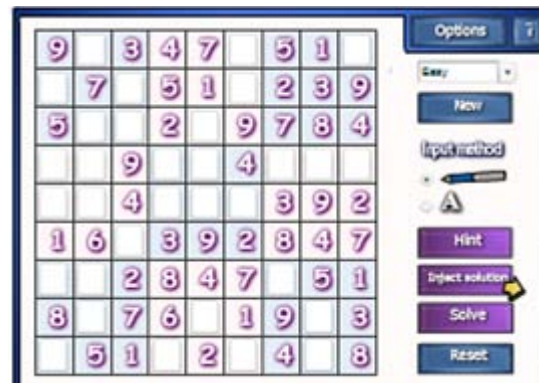 9 3 4 7 5 1
7 5 1 2 3 9
5 2 9 7 8 4
9 4
4 3 9 2
1 6 3 9 2 8 4 7
2 8 4 7 5 1
8 7 6 1 9 3
5 1 2 4 8
Options
Easy
New
Input method
A
Hint
Inject solution
Solve
Reset